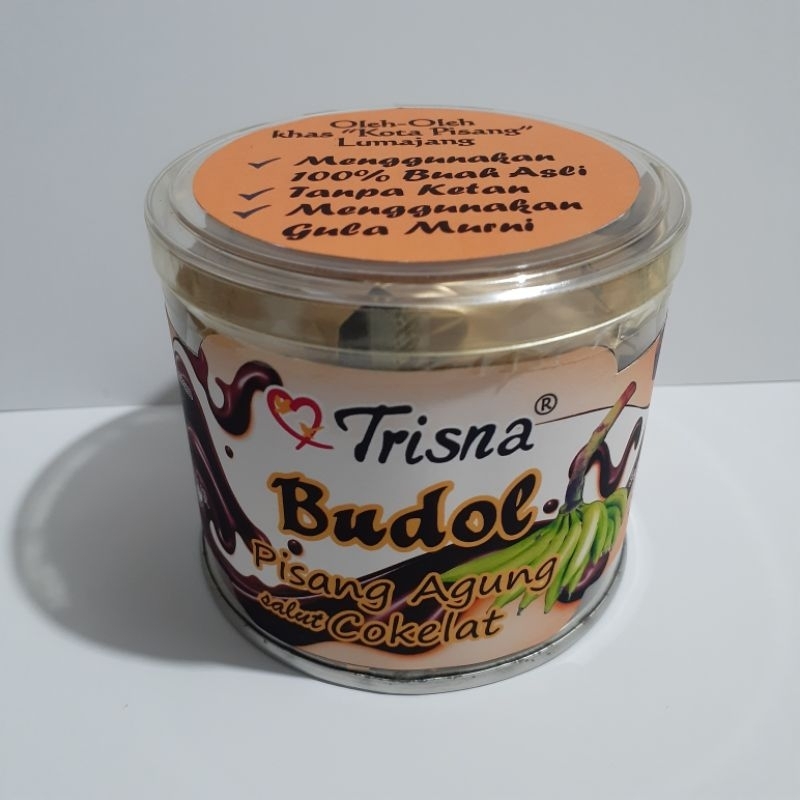 Oleh-Oleh
khas "Kota Pisang"
Lumajang
✓ Menggunakan
100% Buah Asli
✓ Tanpa Ketan
✓ Menggunakan
Gula Murni
Trisna®
Budol
Pisang Agung
salut Cokelat